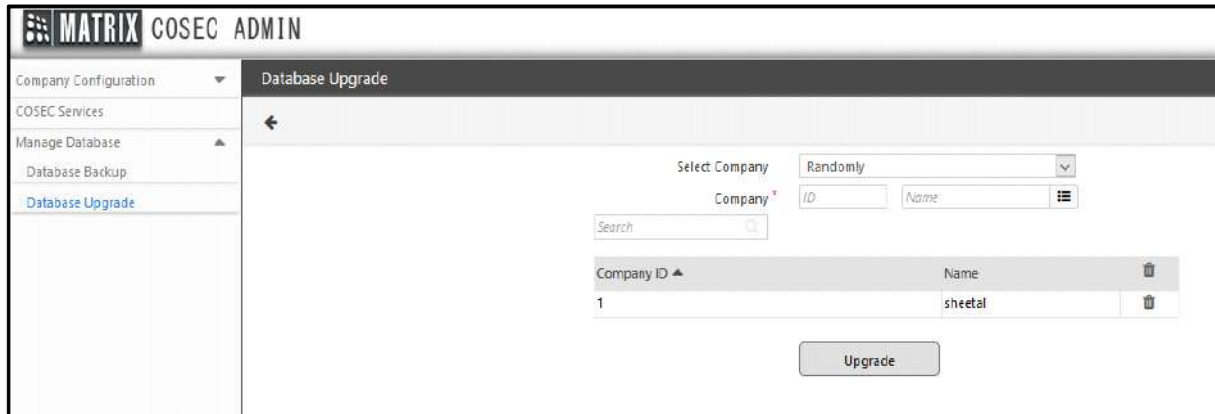 MATRIX COSEC ADMIN
Company Configuration
COSEC Services
Manage Database
Database Backup
Database Upgrade
Database Upgrade
Select Company Randomly
Company * ID Name
Search
Company ID Name
1 sheetal
Upgrade